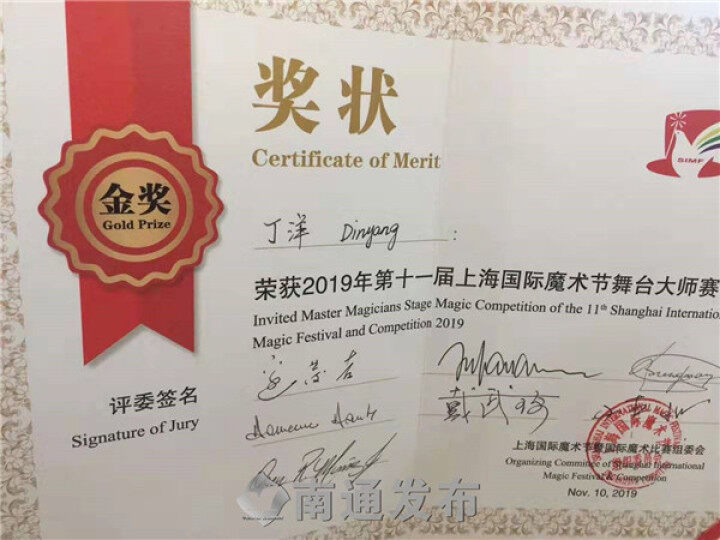 奖状
Certificate of Merit
SIMF
金奖
Gold Prize
丁洋 Dinyang :
荣获2019年第十一届上海国际魔术节舞台大师赛
Invited Master Magicians Stage Magic Competition of the 11th Shanghai Internation
Magic Festival and Competition 2019
评委签名
Signature of Jury
戴武琦
上海国际魔术节暨国际魔术比赛组委会
Organizing Committee of Shanghai International
Magic Festival & Competition
Nov. 10, 2019
南通发布